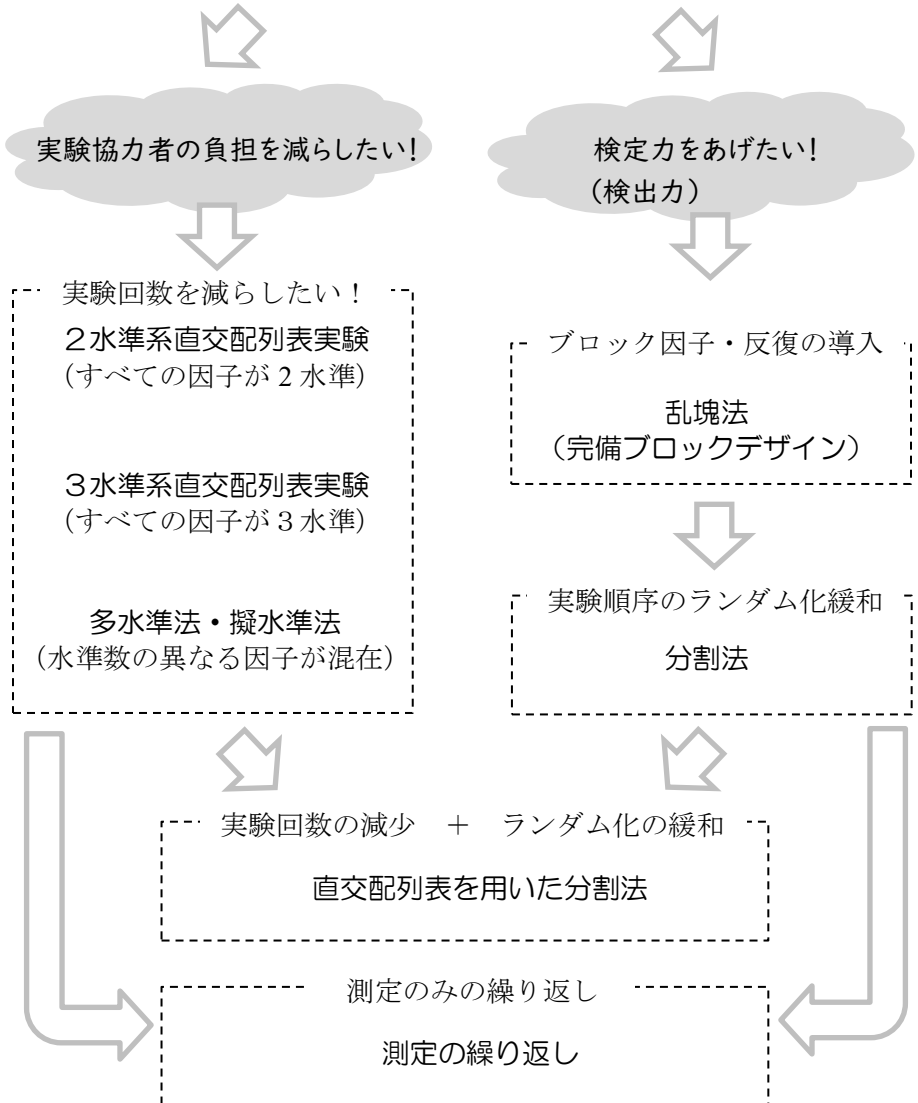 実験協力者の負担を減らしたい!
実験回数を減らしたい！
２水準系直交配列表実験
(すべての因子が 2 水準)
３水準系直交配列表実験
(すべての因子が 3 水準)
多水準法・擬水準法
(水準数の異なる因子が混在)
検定力をあげたい!
(検出力)
ブロック因子・反復の導入
乱塊法
(完備ブロックデザイン)
実験順序のランダム化緩和
分割法
実験回数の減少　＋　ランダム化の緩和
直交配列表を用いた分割法
測定のみの繰り返し
測定の繰り返し